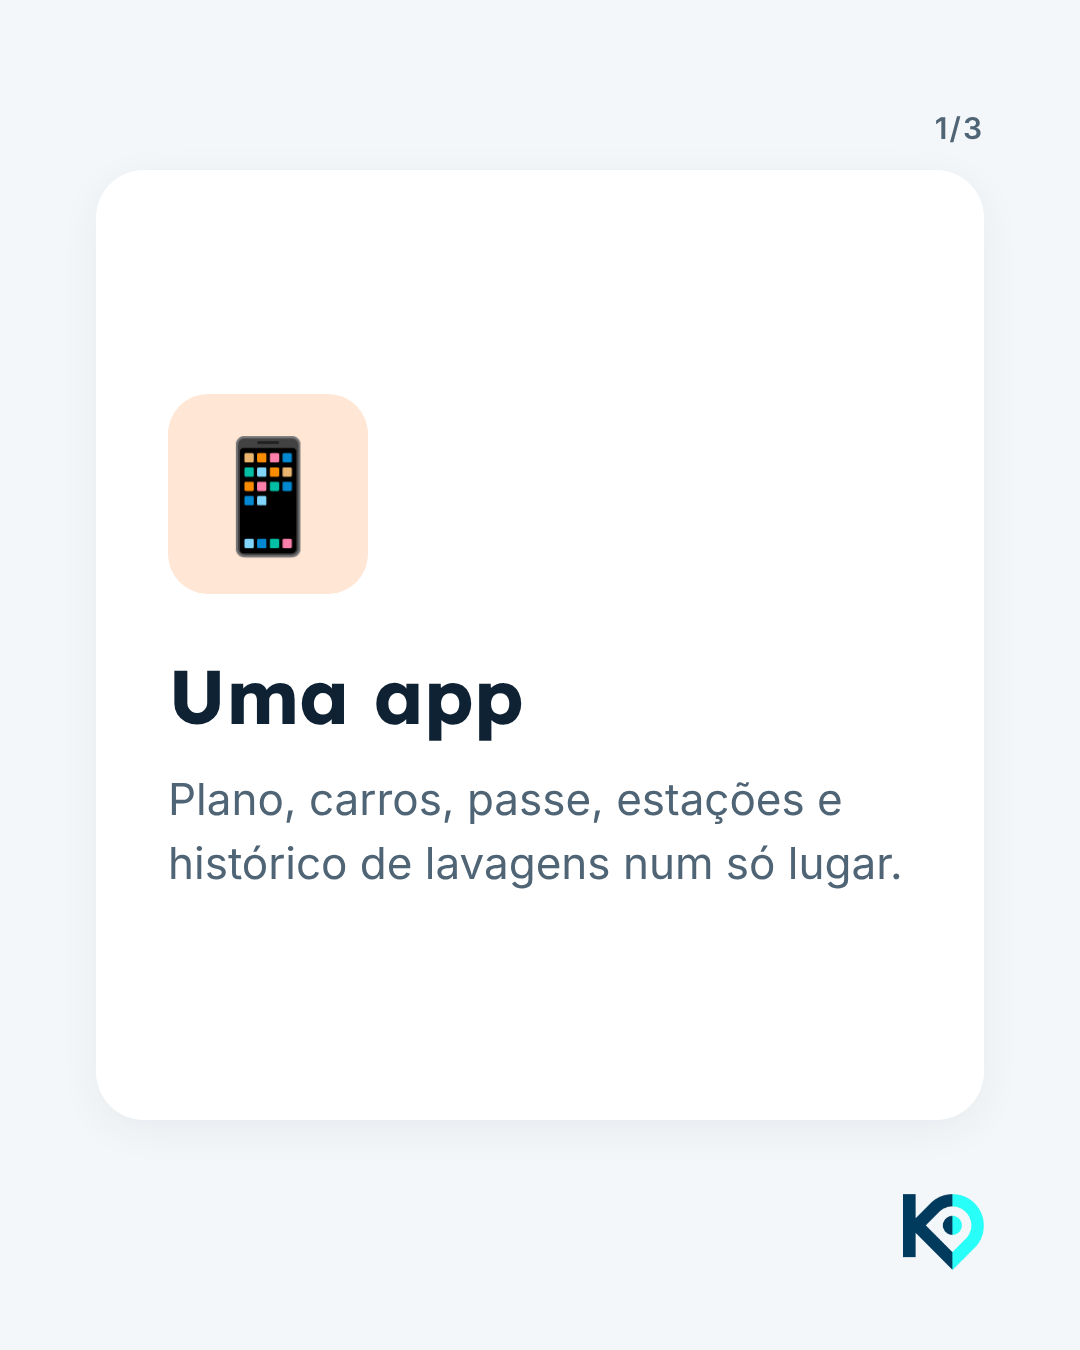 1/3
Uma app
Plano, carros, passe, estações e
histórico de lavagens num só lugar.